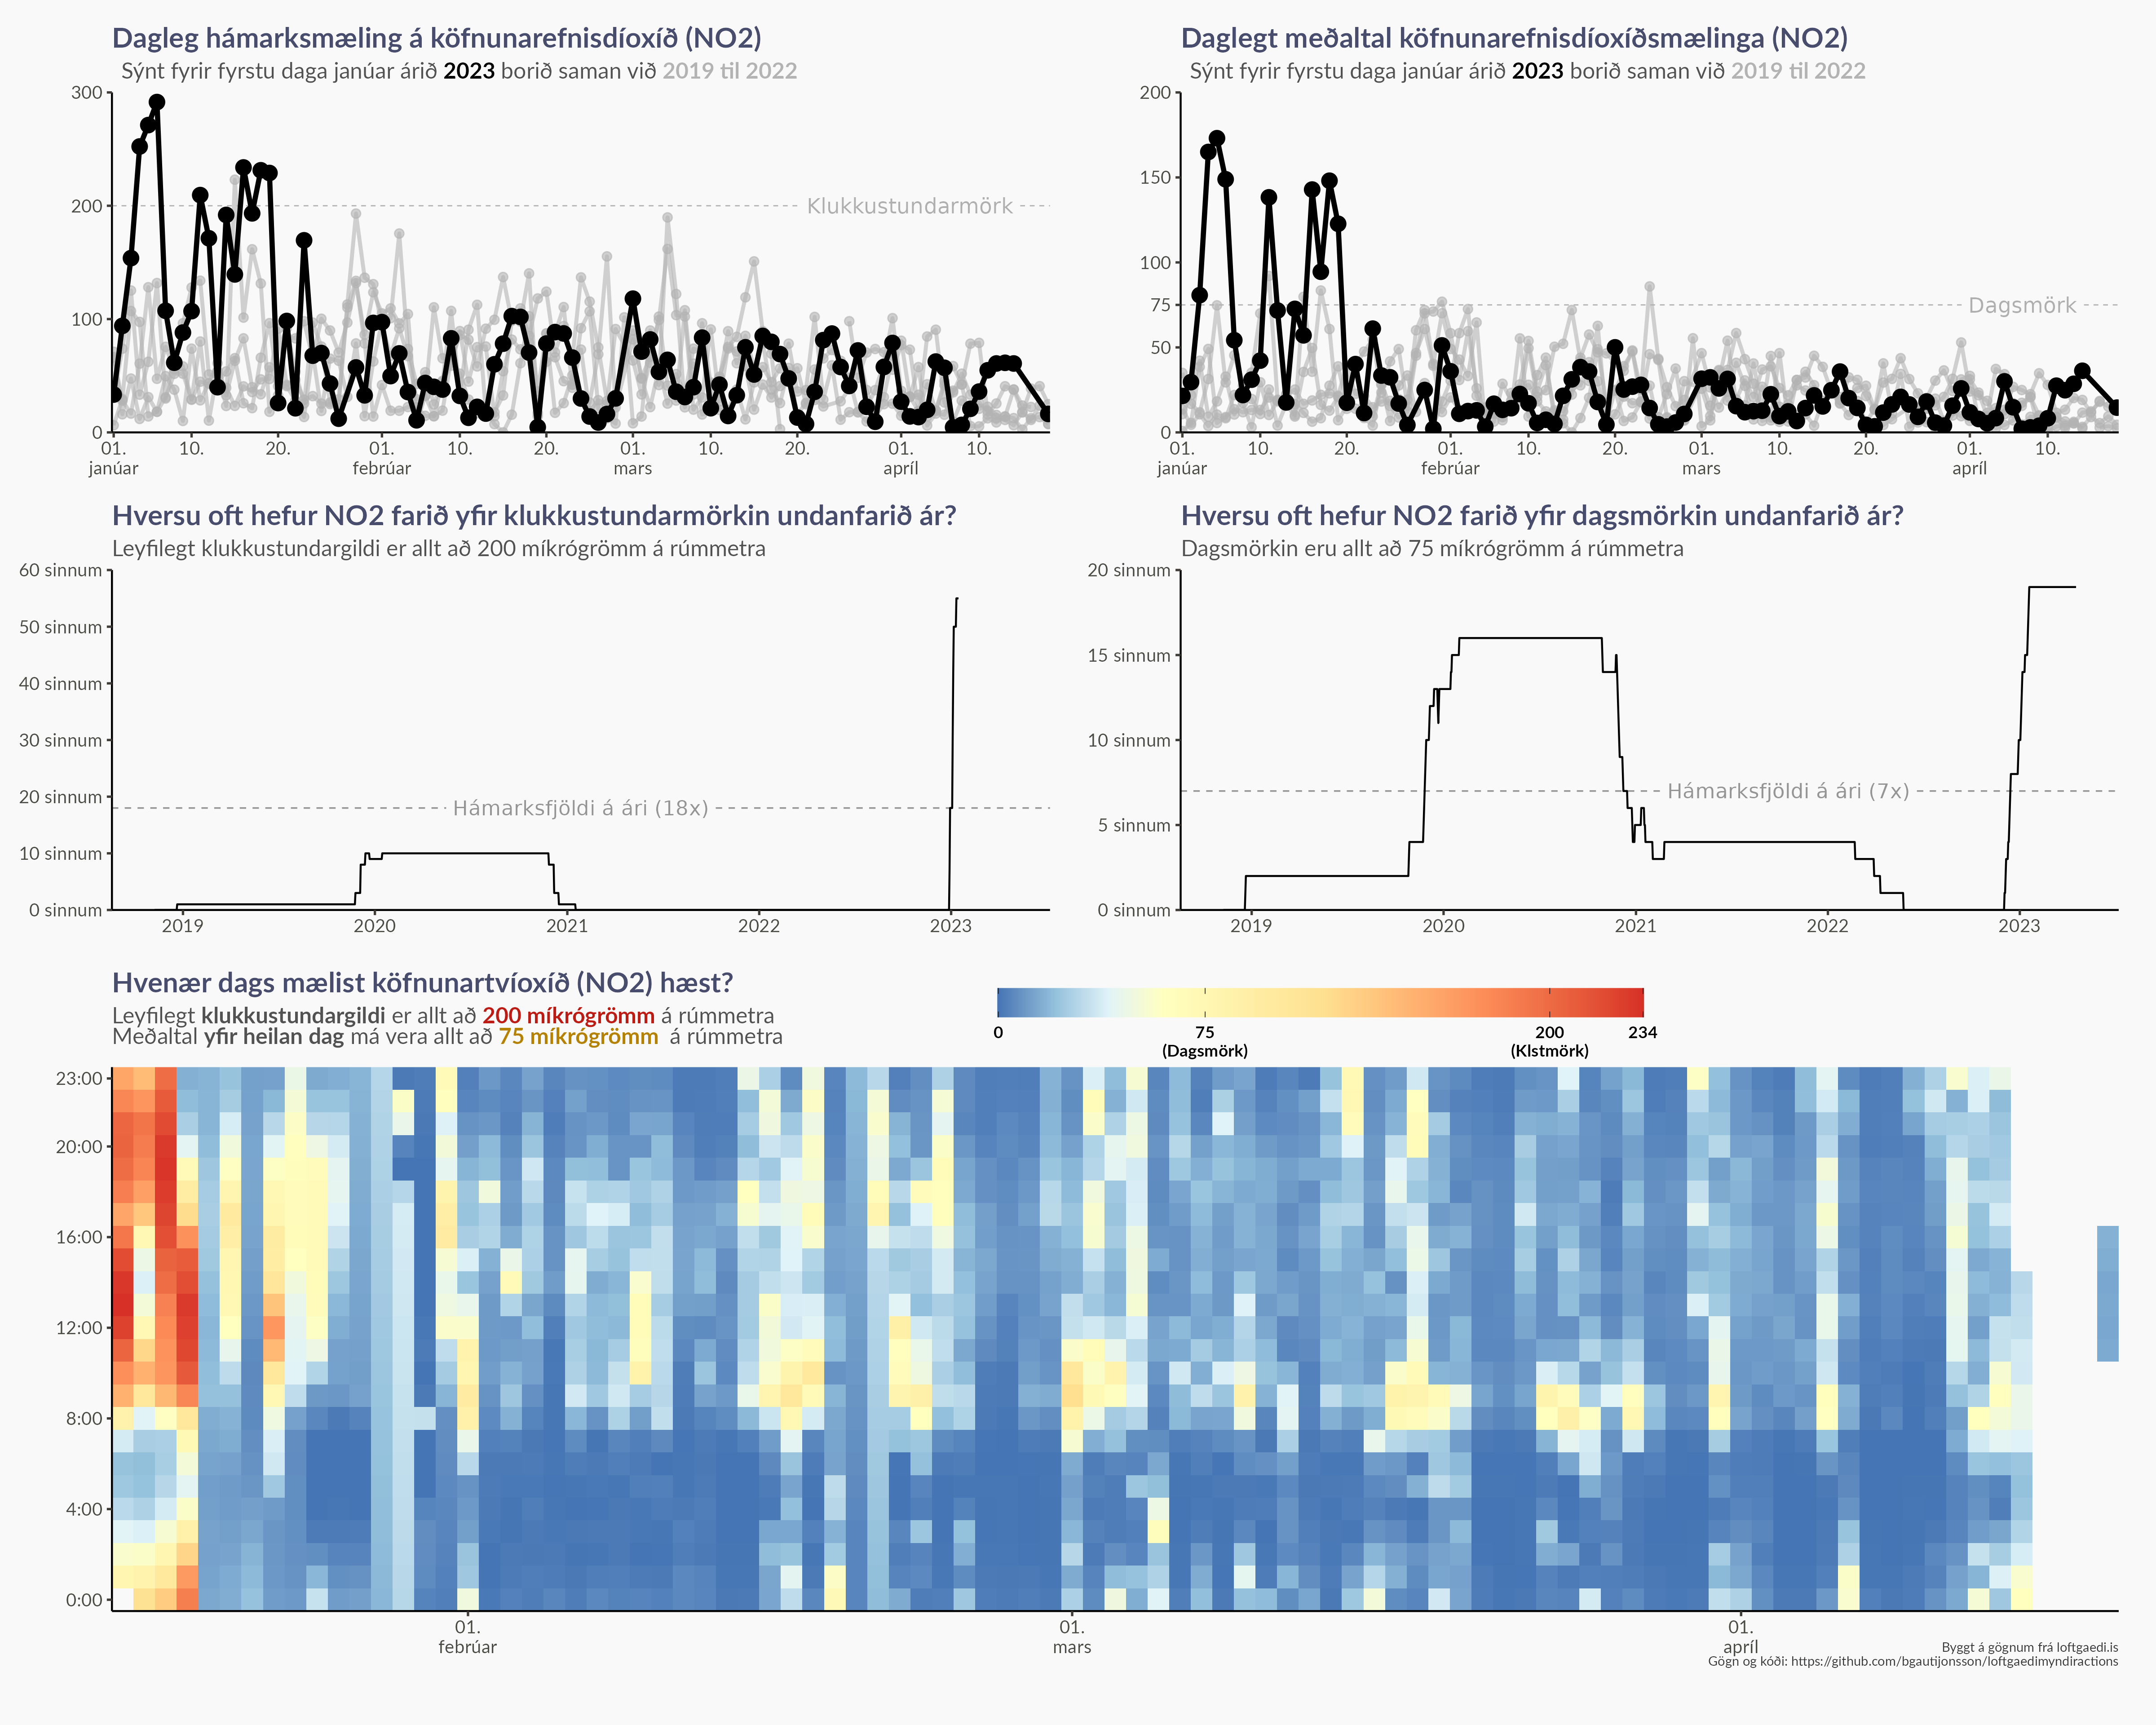 Dagleg hámarksmæling á köfnunarefnisdíoxíð (NO2)
Sýnt fyrir fyrstu daga janúar árið 2023 borið saman við 2019 til 2022
300
200
100
0
Klukkustundarmörk
01. janúar
10.
20.
01. febrúar
10.
20.
01. mars
10.
20.
01. apríl
10.
Daglegt meðaltal köfnunarefnisdíoxíðsmælinga (NO2)
Sýnt fyrir fyrstu daga janúar árið 2023 borið saman við 2019 til 2022
200
150
100
75
50
0
Dagsmörk
01. janúar
10.
20.
01. febrúar
10.
20.
01. mars
10.
20.
01. apríl
10.
Hversu oft hefur NO2 farið yfir klukkustundarmörkin undanfarið ár?
Leyfilegt klukkustundargildi er allt að 200 míkrógrömm á rúmmetra
60 sinnum
50 sinnum
40 sinnum
30 sinnum
20 sinnum
10 sinnum
0 sinnum
Hámarksfjöldi á ári (18x)
2019
2020
2021
2022
2023
Hversu oft hefur NO2 farið yfir dagsmörkin undanfarið ár?
Dagsmörkin eru allt að 75 míkrógrömm á rúmmetra
20 sinnum
15 sinnum
10 sinnum
5 sinnum
0 sinnum
Hámarksfjöldi á ári (7x)
2019
2020
2021
2022
2023
Hvenær dags mælist köfnunartvíoxíð (NO2) hæst?
Leyfilegt klukkustundargildi er allt að 200 míkrógrömm á rúmmetra
Meðaltal yfir heilan dag má vera allt að 75 míkrógrömm á rúmmetra
0
75
(Dagsmörk)
200
(Klstmörk)
234
23:00
20:00
16:00
12:00
8:00
4:00
0:00
01. febrúar
01. mars
01. apríl
Byggt á gögnum frá loftgaedi.is
Gögn og kóði: https://github.com/bgautijonsson/loftgaedimyndiractions